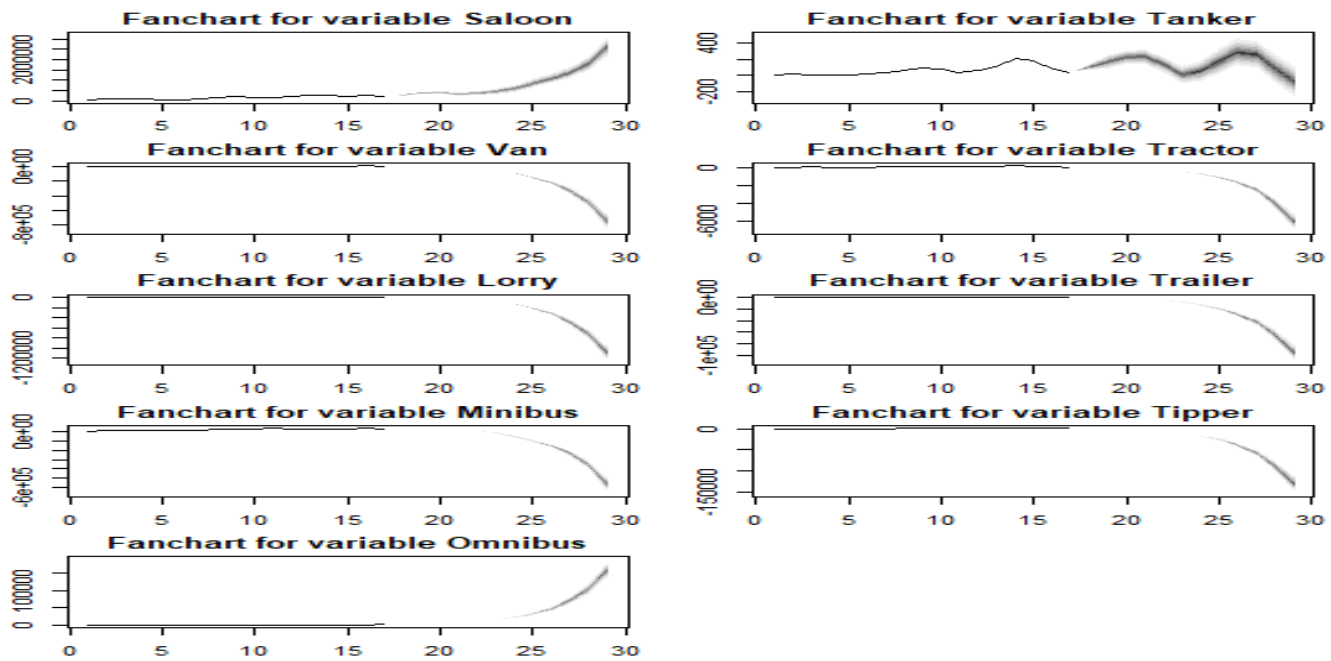 Fanchart for variable Saloon
0 2000000
0 5 10 15 20 25 30
Fanchart for variable Van
-8e+05 0e+00
0 5 10 15 20 25 30
Fanchart for variable Lorry
-1200000 0
0 5 10 15 20 25 30
Fanchart for variable Minibus
-6e+05 0e+00
0 5 10 15 20 25 30
Fanchart for variable Omnibus
0 100000
0 5 10 15 20 25 30
Fanchart for variable Tanker
-200 400
0 5 10 15 20 25 30
Fanchart for variable Tractor
-6000 0
0 5 10 15 20 25 30
Fanchart for variable Trailer
-1e+05 0e+00
0 5 10 15 20 25 30
Fanchart for variable Tipper
-150000 0
0 5 10 15 20 25 30